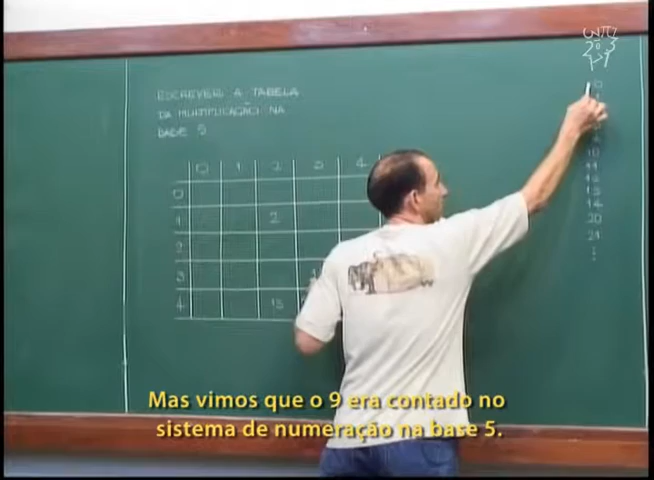 ESCREVER A TABELA
DA MULTIPLICAÇÃO NA
BASE 5
0 1 2 3 4
0
1 2
2
3
4 13
0
10
11
12
13
14
20
21
⋮
Mas vimos que o 9 era contado no
sistema de numeração na base 5.